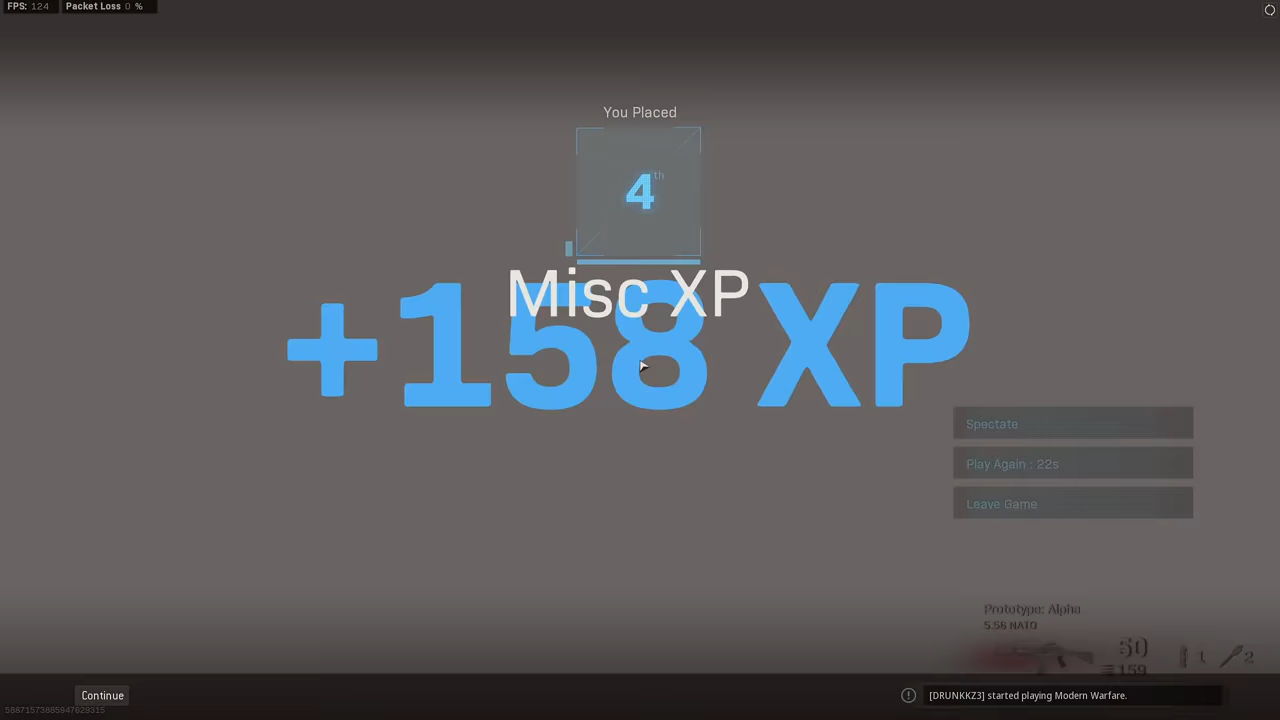 FPS: 124 Packet Loss 0 %
You Placed
4th
Misc XP
+158 XP
Spectate
Play Again : 22s
Leave Game
Prototype: Alpha
5.56 NATO
50
159
1
2
Continue
[DRUNKKZ3] started playing Modern Warfare.